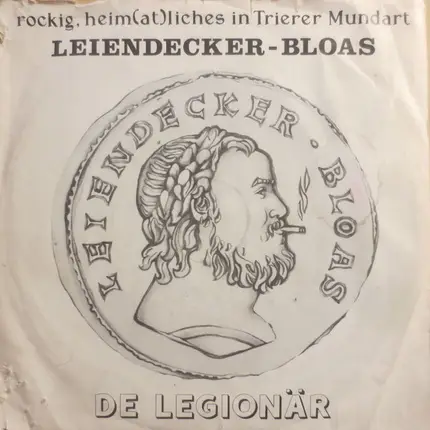 rockig, heim(at)liches in Trierer Mundart
LEIENDECKER-BLOAS
LEIENDECKER · BLOAS
DE LEGIONÄR